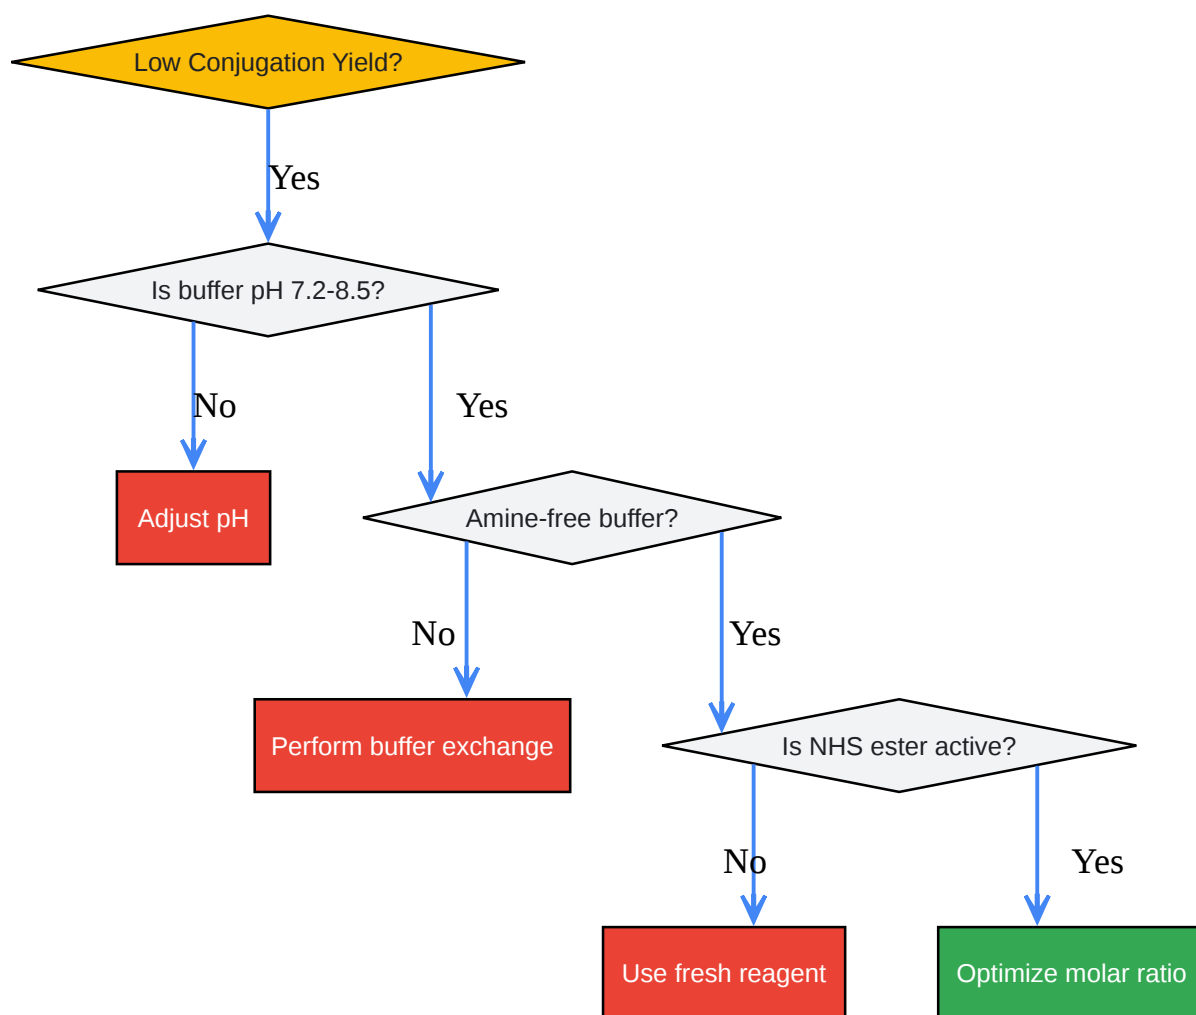 Low Conjugation Yield?
Yes
Is buffer pH 7.2-8.5?
No
Yes
Adjust pH
Amine-free buffer?
No
Yes
Perform buffer exchange
Is NHS ester active?
No
Yes
Use fresh reagent
Optimize molar ratio